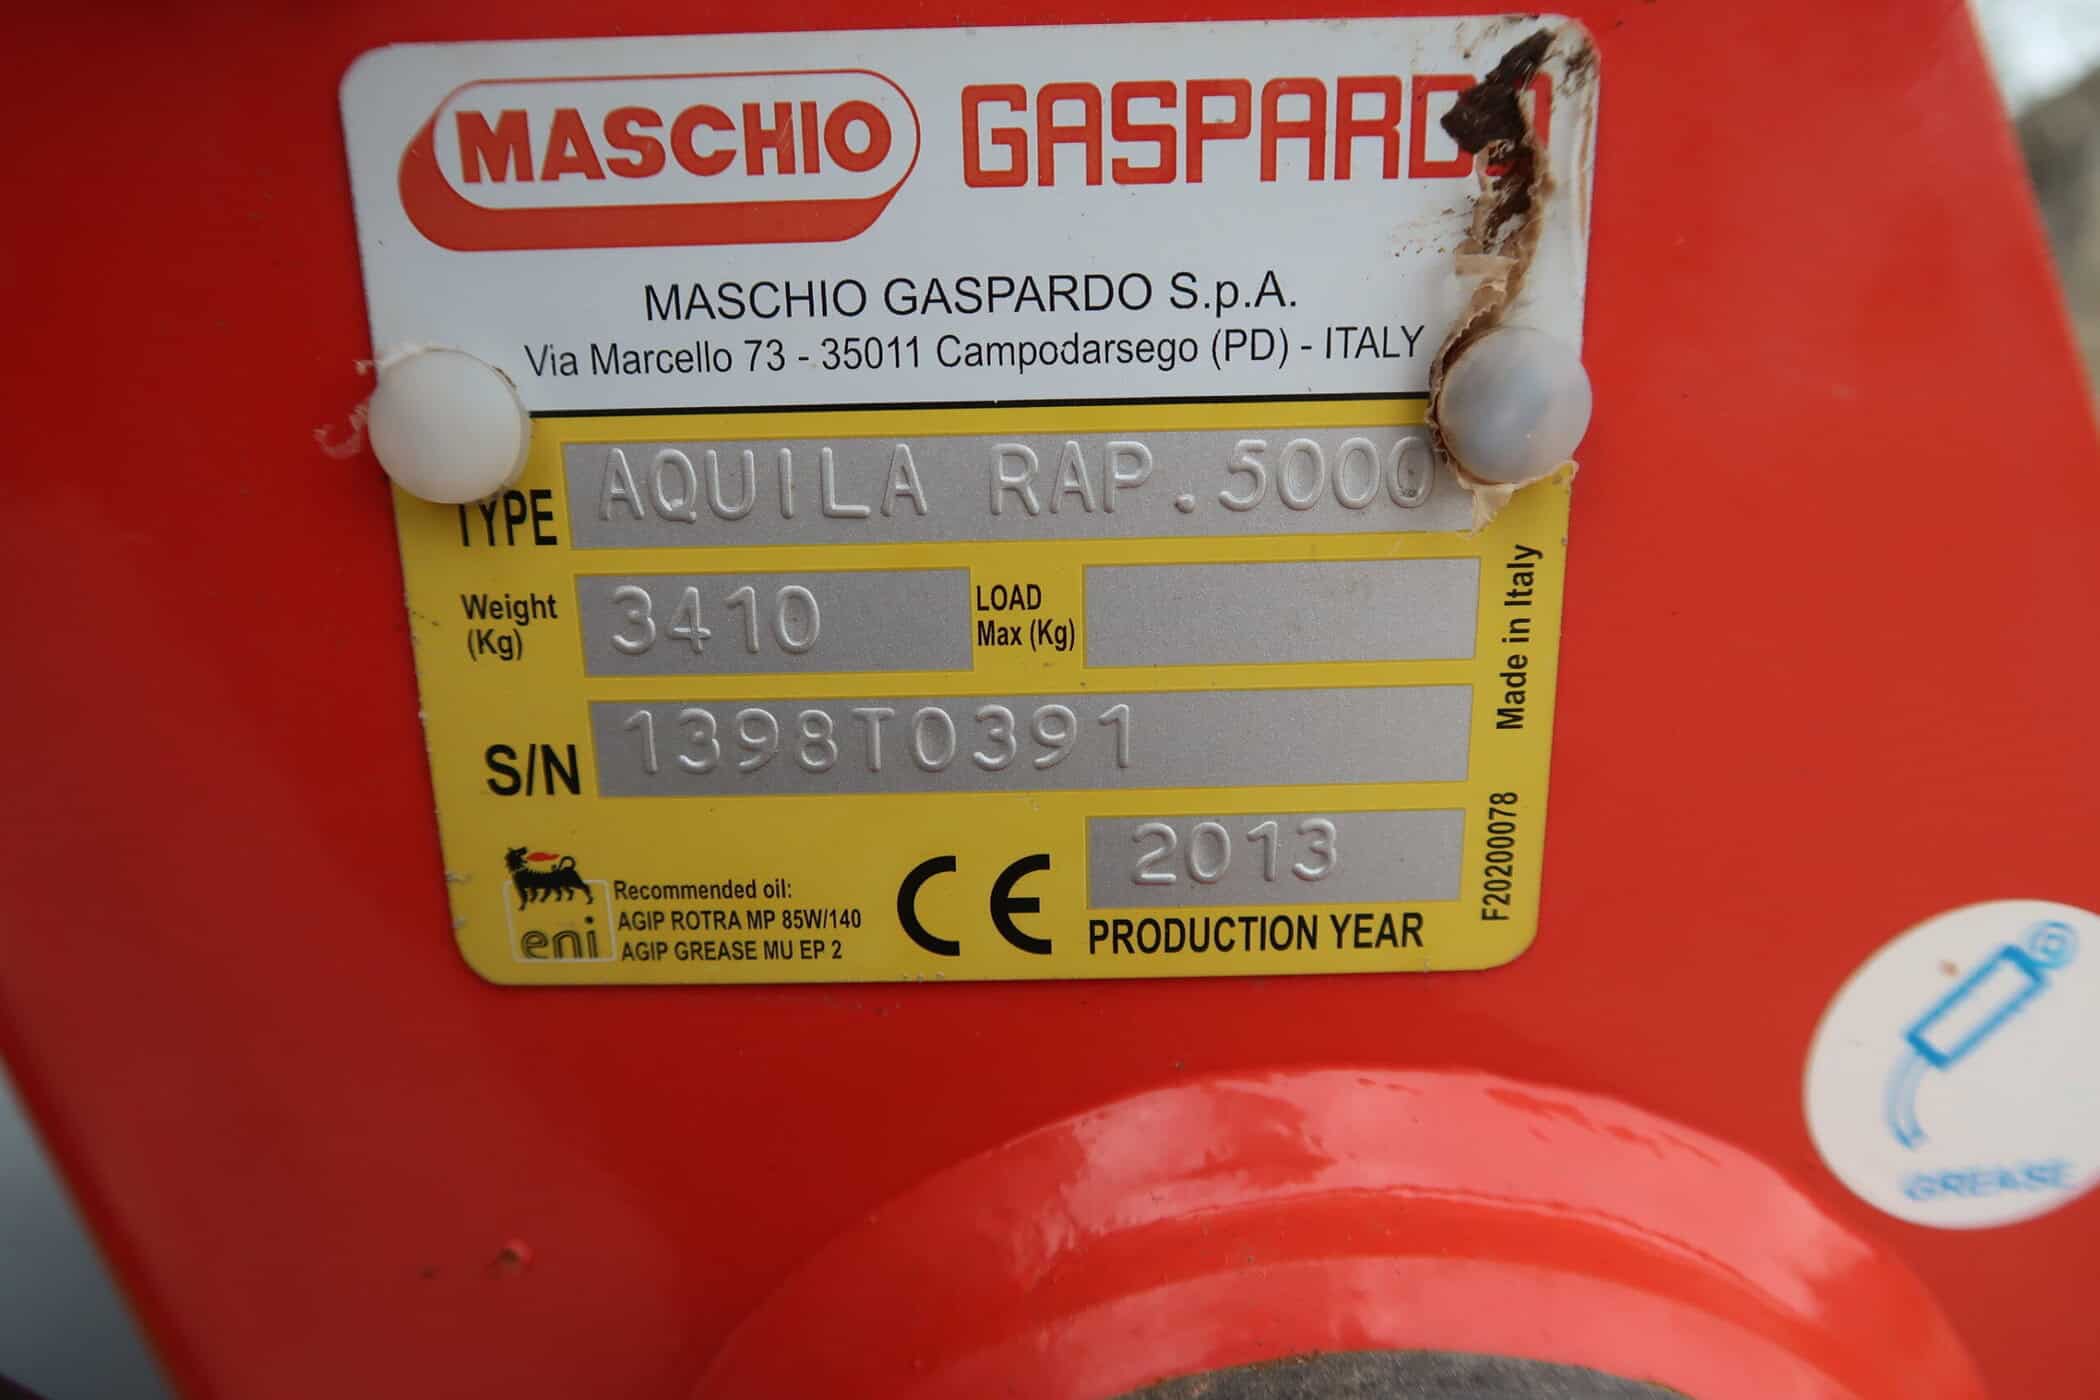 MASCHIO GASPARDO
MASCHIO GASPARDO S.p.A.
Via Marcello 73 - 35011 Campodarsego (PD) - ITALY
TYPE AQUILA RAP.5000
Weight (Kg) 3410 LOAD Max (Kg)
S/N 1398T0391
Made in Italy
F20200078
eni
Recommended oil:
AGIP ROTRA MP 85W/140
AGIP GREASE MU EP 2
CE
2013
PRODUCTION YEAR
GREASE